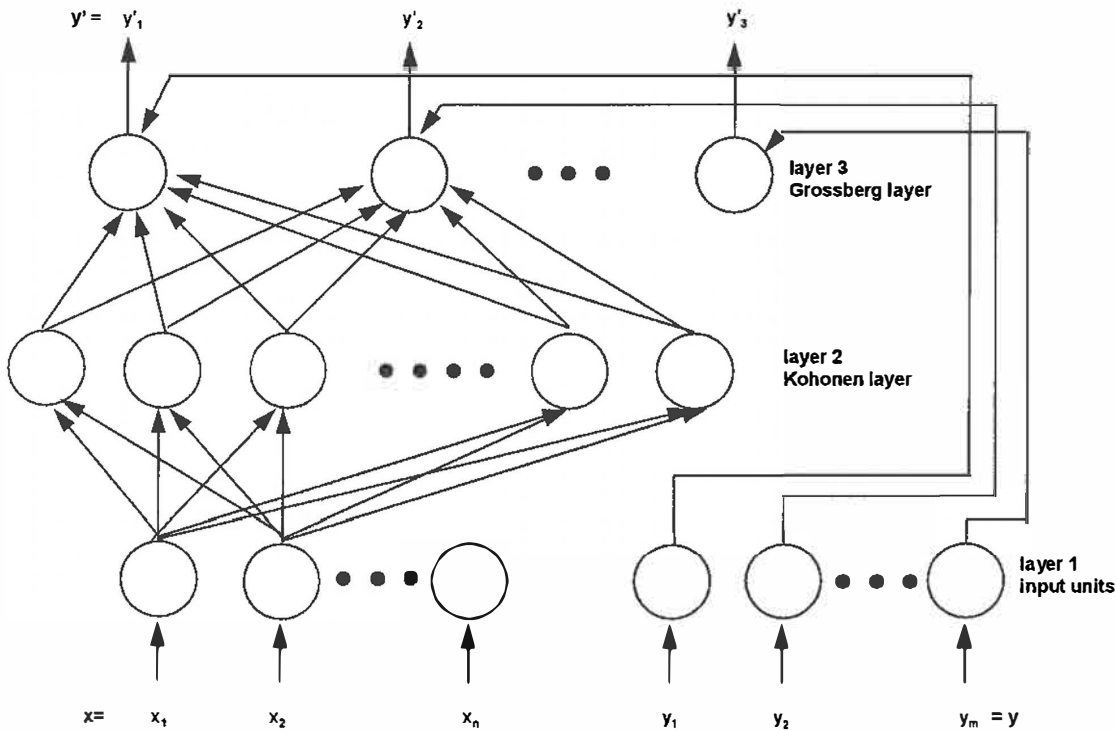 y' = y'₁ y'₂ y'₃
layer 3
Grossberg layer
layer 2
Kohonen layer
layer 1
input units
x= x₁ x₂ xₙ y₁ y₂ yₘ = y